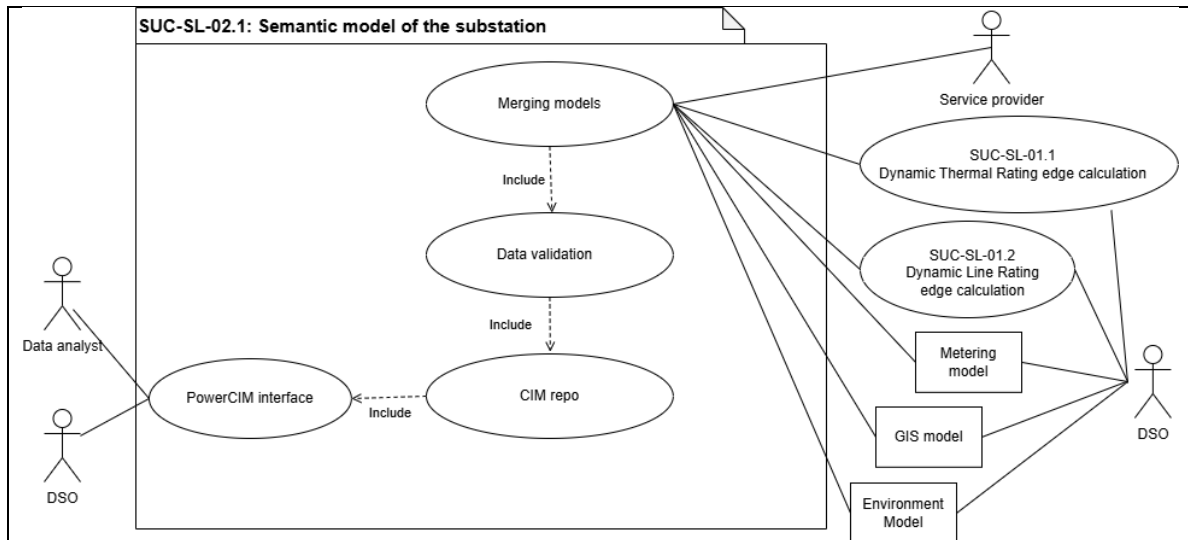 SUC-SL-02.1: Semantic model of the substation
Merging models
Service provider
Include
SUC-SL-01.1
Dynamic Thermal Rating edge calculation
Data validation
SUC-SL-01.2
Dynamic Line Rating
edge calculation
Include
Data analyst
Metering
model
PowerCIM interface
Include
CIM repo
GIS model
DSO
DSO
Environment
Model